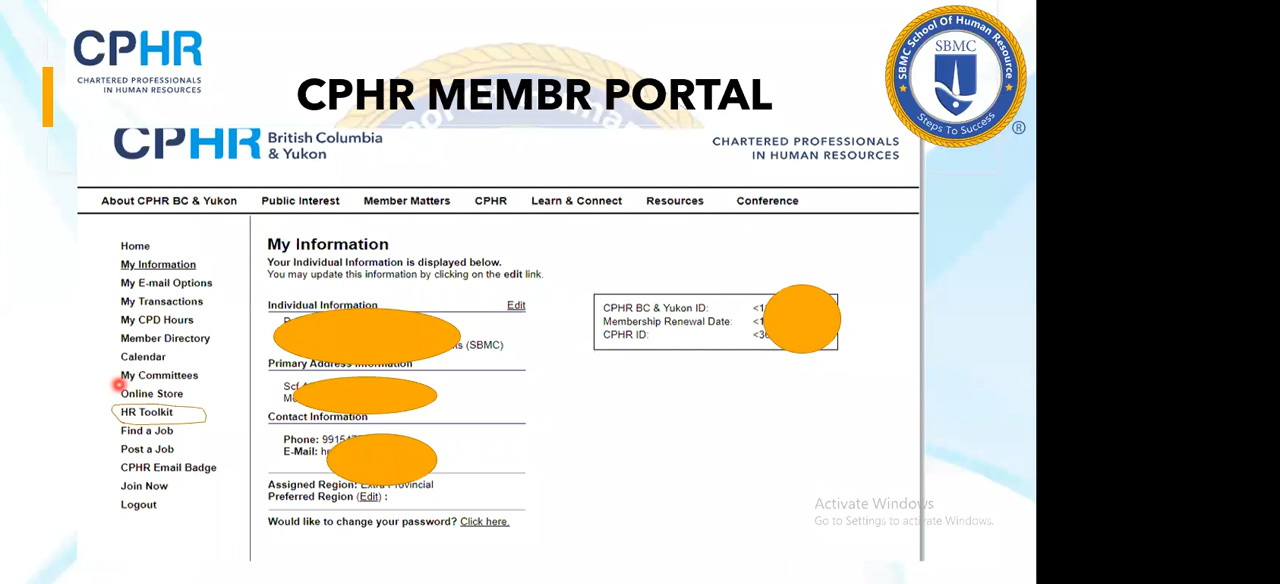 CPHR
CHARTERED PROFESSIONALS
IN HUMAN RESOURCES
SBMC School Of Human Resource
SBMC
Steps To Success
®
CPHR MEMBR PORTAL
CPHR British Columbia
& Yukon
CHARTERED PROFESSIONALS
IN HUMAN RESOURCES
About CPHR BC & Yukon Public Interest Member Matters CPHR Learn & Connect Resources Conference
Home
My Information
My E-mail Options
My Transactions
My CPD Hours
Member Directory
Calendar
My Committees
Online Store
HR Toolkit
Find a Job
Post a Job
CPHR Email Badge
Join Now
Logout
My Information
Your Individual Information is displayed below.
You may update this information by clicking on the edit link.
Individual Information Edit
(SBMC)
Primary Address Information
Contact Information
Phone:
E-Mail:
Assigned Region: Extra Provincial
Preferred Region (Edit) :
Would like to change your password? Click here.
CPHR BC & Yukon ID:
Membership Renewal Date:
CPHR ID:
Activate Windows
Go to Settings to activate Windows.